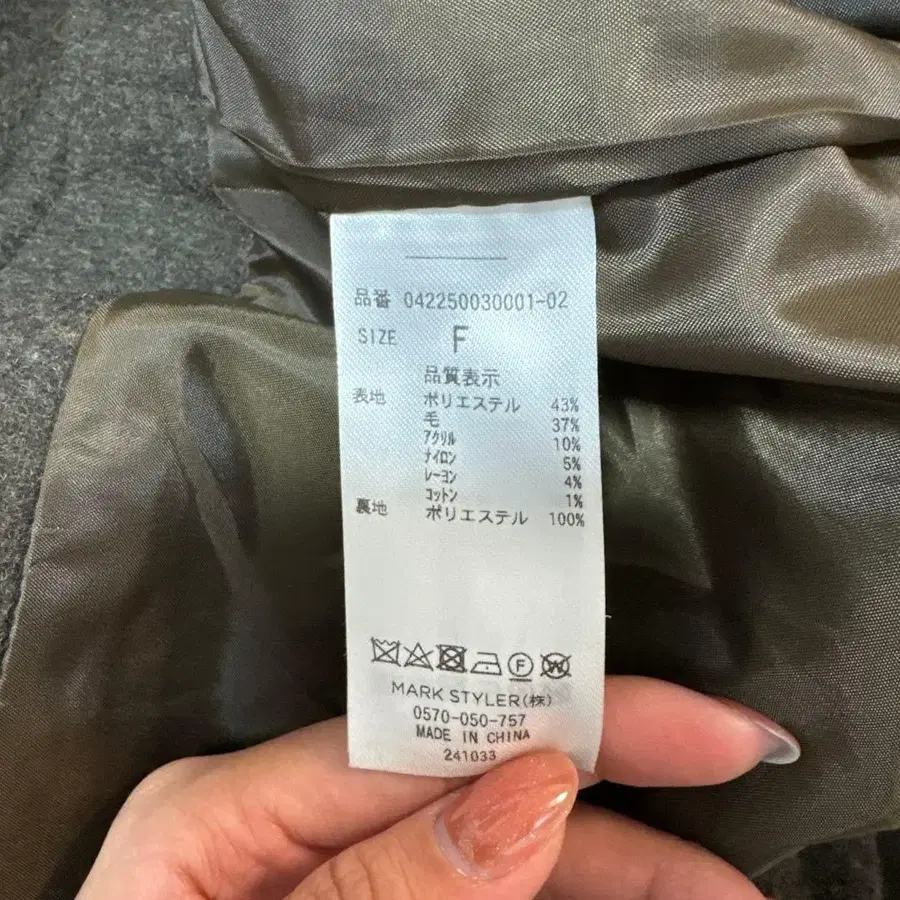 品番 042250030001-02
SIZE F
品質表示
表地 ポリエステル 43%
毛 37%
アクリル 10%
ナイロン 5%
レーヨン 4%
コットン 1%
裏地 ポリエステル 100%
F W
MARK STYLER(株)
0570-050-757
MADE IN CHINA
241033